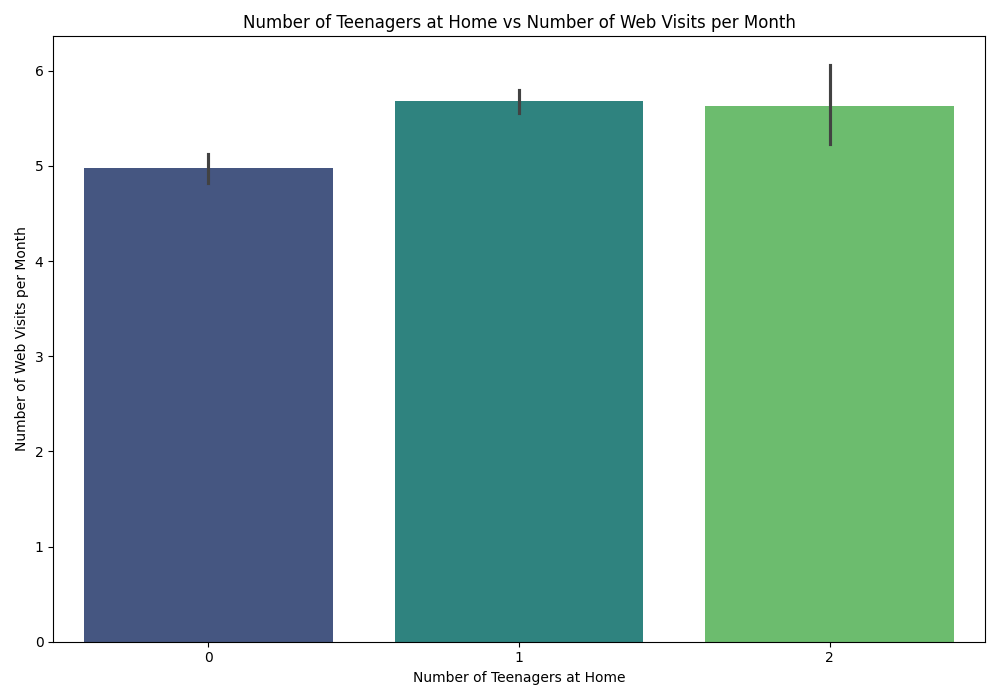 Number of Teenagers at Home vs Number of Web Visits per Month
Number of Web Visits per Month
6
5
4
3
2
1
0
0 1 2
Number of Teenagers at Home